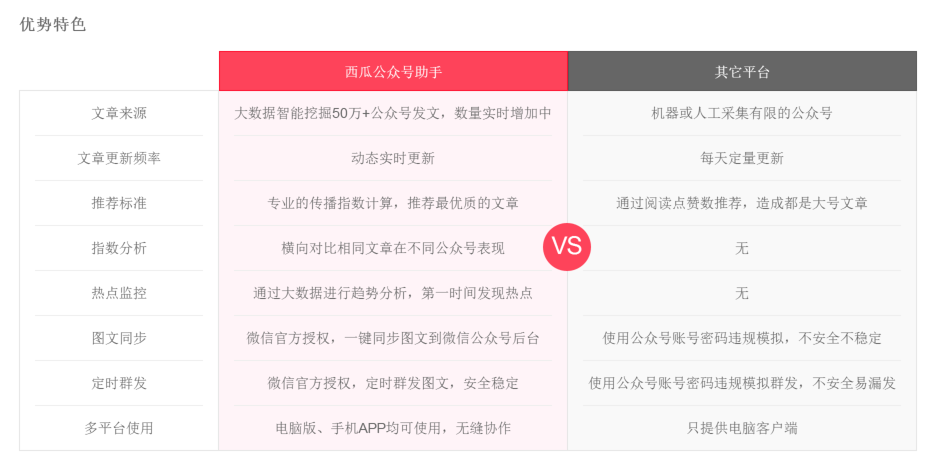 优势特色
西瓜公众号助手 其它平台
文章来源 大数据智能挖掘50万+公众号发文，数量实时增加中 机器或人工采集有限的公众号
文章更新频率 动态实时更新 每天定量更新
推荐标准 专业的传播指数计算，推荐最优质的文章 通过阅读点赞数推荐，造成都是大号文章
指数分析 横向对比相同文章在不同公众号表现 VS 无
热点监控 通过大数据进行趋势分析，第一时间发现热点 无
图文同步 微信官方授权，一键同步图文到微信公众号后台 使用公众号账号密码违规模拟，不安全不稳定
定时群发 微信官方授权，定时群发图文，安全稳定 使用公众号账号密码违规模拟群发，不安全易漏发
多平台使用 电脑版、手机APP均可使用，无缝协作 只提供电脑客户端